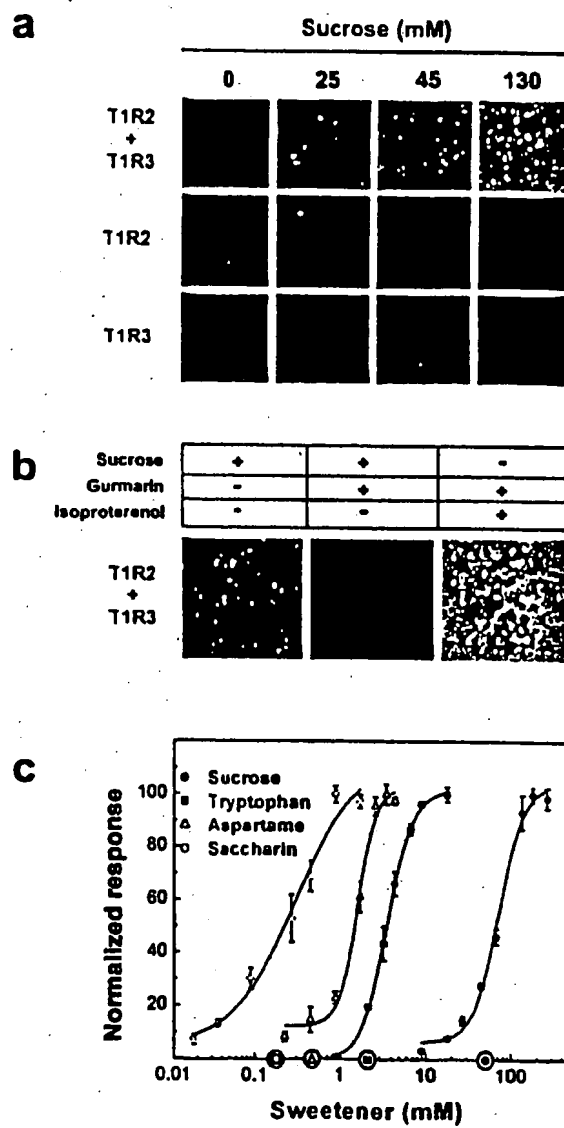 a
Sucrose (mM)
0 25 45 130
T1R2
+
T1R3
T1R2
T1R3
b
Sucrose + + -
Gurmarin - + +
Isoproterenol - - +
T1R2
+
T1R3
c
Normalized response
100
80
60
40
20
Sucrose
Tryptophan
Aspartame
Saccharin
0.01 0.1 1 10 100
Sweetener (mM)